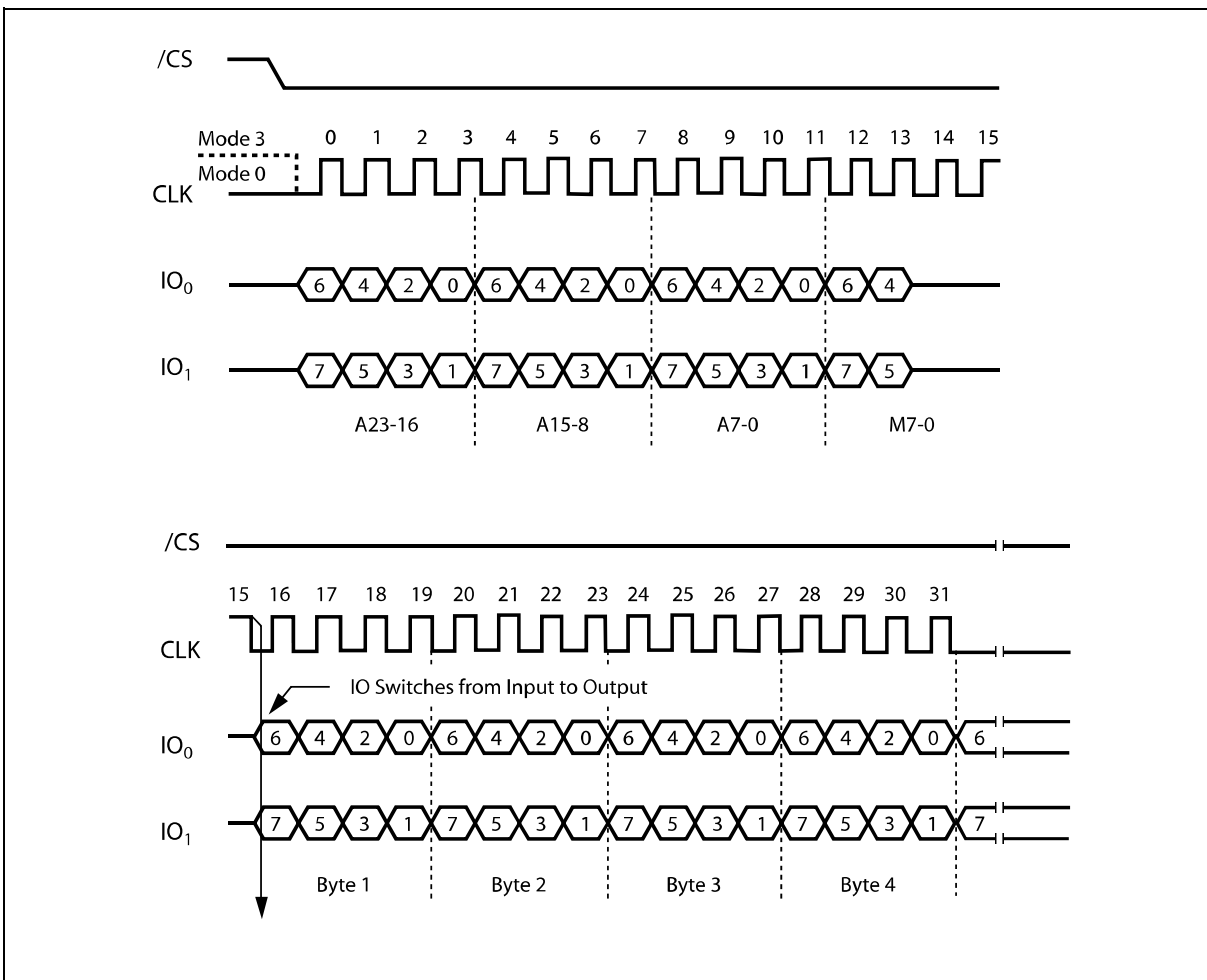 /CS
Mode 3
0 1 2 3 4 5 6 7 8 9 10 11 12 13 14 15
Mode 0
CLK
IO0 6 4 2 0 6 4 2 0 6 4 2 0 6 4
IO1 7 5 3 1 7 5 3 1 7 5 3 1 7 5
A23-16 A15-8 A7-0 M7-0
/CS
15 16 17 18 19 20 21 22 23 24 25 26 27 28 29 30 31
CLK
IO Switches from Input to Output
IO0 6 4 2 0 6 4 2 0 6 4 2 0 6 4 2 0 6
IO1 7 5 3 1 7 5 3 1 7 5 3 1 7 5 3 1 7
Byte 1 Byte 2 Byte 3 Byte 4